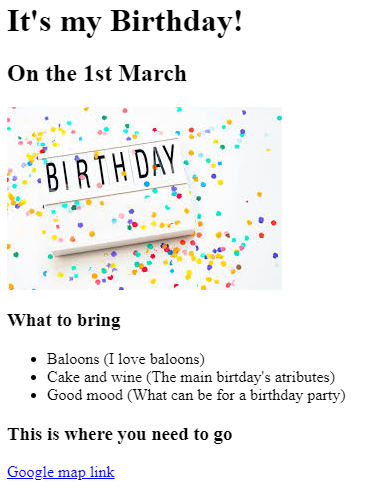 It's my Birthday!
On the 1st March
BIRTHDAY
What to bring
Baloons (I love baloons)
Cake and wine (The main birtday's atributes)
Good mood (What can be for a birthday party)
This is where you need to go
Google map link